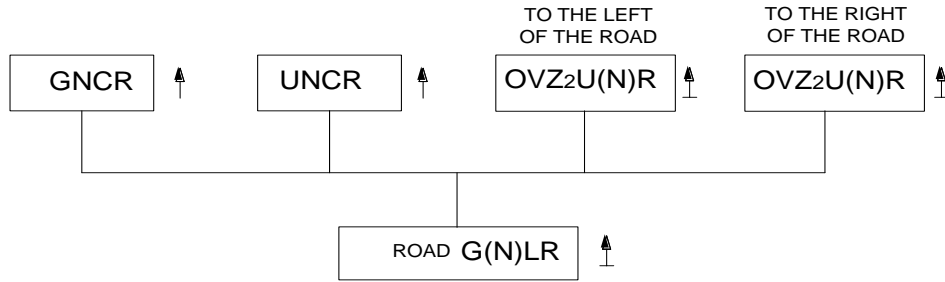 TO THE LEFT
OF THE ROAD
TO THE RIGHT
OF THE ROAD
GNCR
UNCR
OVZ2U(N)R
OVZ2U(N)R
ROAD G(N)LR